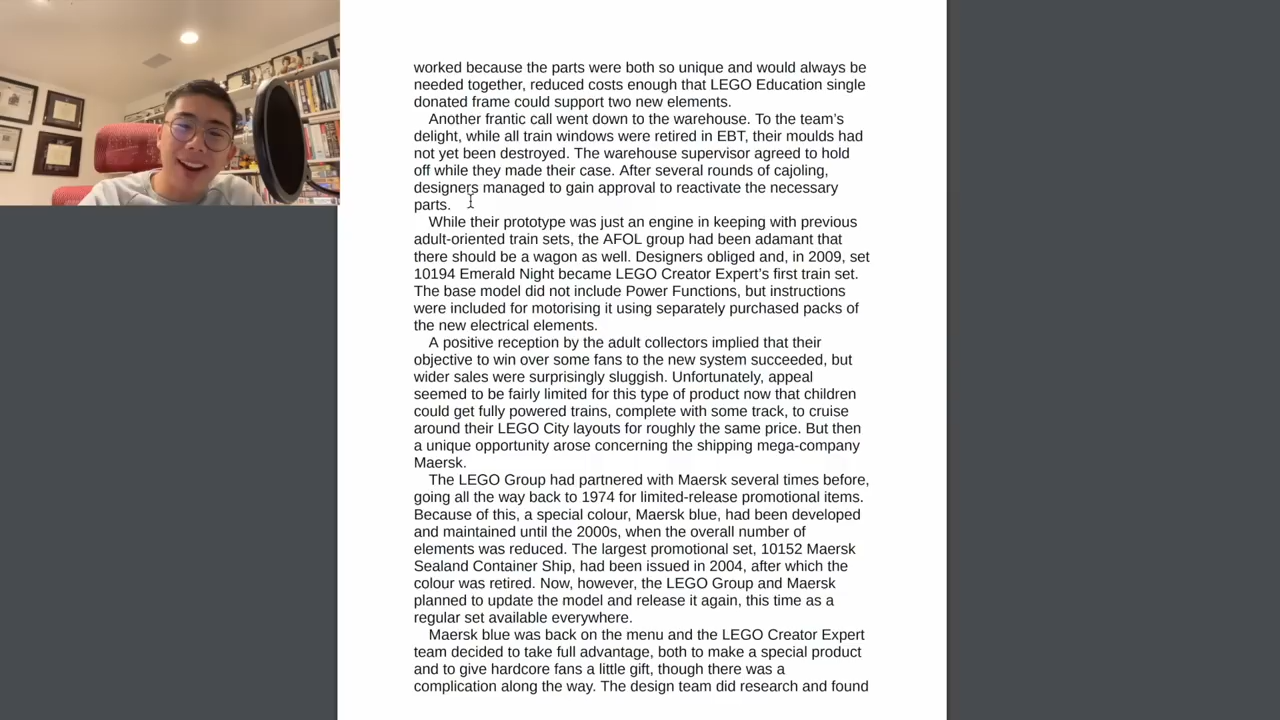 worked because the parts were both so unique and would always be
needed together, reduced costs enough that LEGO Education single
donated frame could support two new elements.
Another frantic call went down to the warehouse. To the team’s
delight, while all train windows were retired in EBT, their moulds had
not yet been destroyed. The warehouse supervisor agreed to hold
off while they made their case. After several rounds of cajoling,
designers managed to gain approval to reactivate the necessary
parts.
While their prototype was just an engine in keeping with previous
adult-oriented train sets, the AFOL group had been adamant that
there should be a wagon as well. Designers obliged and, in 2009, set
10194 Emerald Night became LEGO Creator Expert’s first train set.
The base model did not include Power Functions, but instructions
were included for motorising it using separately purchased packs of
the new electrical elements.
A positive reception by the adult collectors implied that their
objective to win over some fans to the new system succeeded, but
wider sales were surprisingly sluggish. Unfortunately, appeal
seemed to be fairly limited for this type of product now that children
could get fully powered trains, complete with some track, to cruise
around their LEGO City layouts for roughly the same price. But then
a unique opportunity arose concerning the shipping mega-company
Maersk.
The LEGO Group had partnered with Maersk several times before,
going all the way back to 1974 for limited-release promotional items.
Because of this, a special colour, Maersk blue, had been developed
and maintained until the 2000s, when the overall number of
elements was reduced. The largest promotional set, 10152 Maersk
Sealand Container Ship, had been issued in 2004, after which the
colour was retired. Now, however, the LEGO Group and Maersk
planned to update the model and release it again, this time as a
regular set available everywhere.
Maersk blue was back on the menu and the LEGO Creator Expert
team decided to take full advantage, both to make a special product
and to give hardcore fans a little gift, though there was a
complication along the way. The design team did research and found